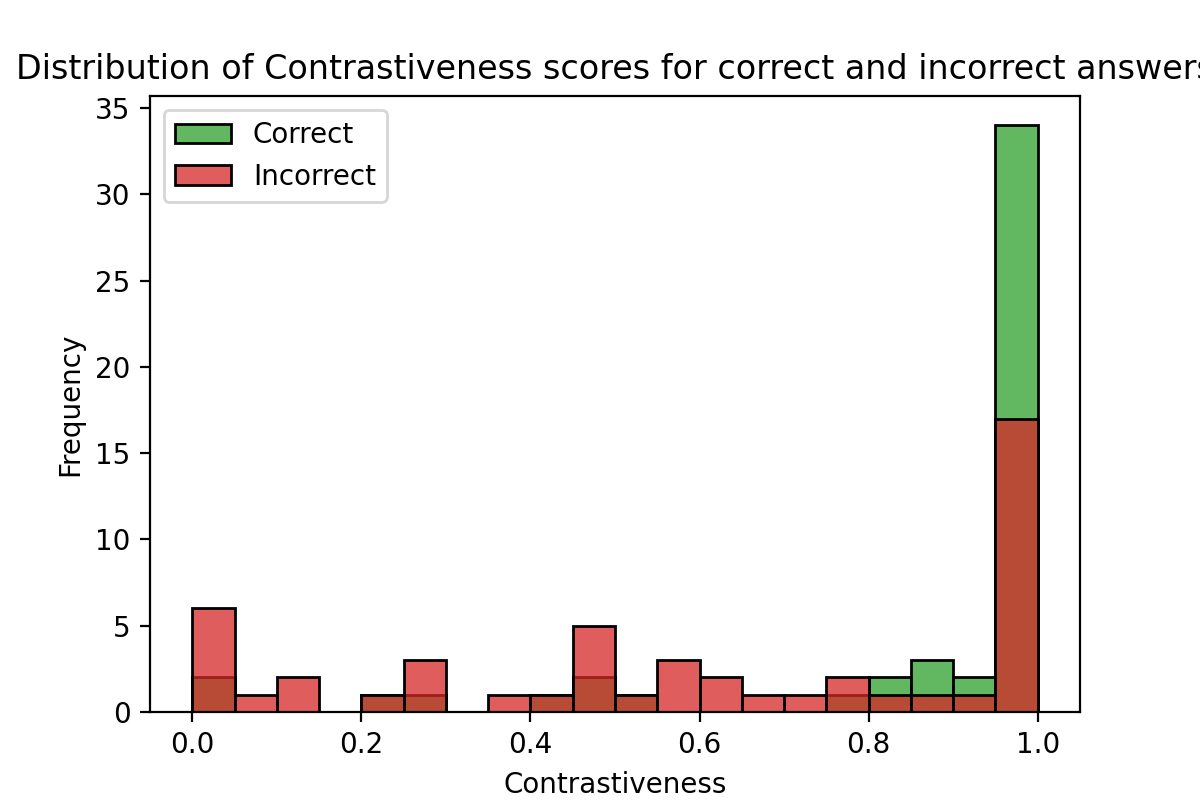 Distribution of Contrastiveness scores for correct and incorrect answers
Correct
Incorrect
35
30
25
20
15
10
5
0
Frequency
0.0 0.2 0.4 0.6 0.8 1.0
Contrastiveness